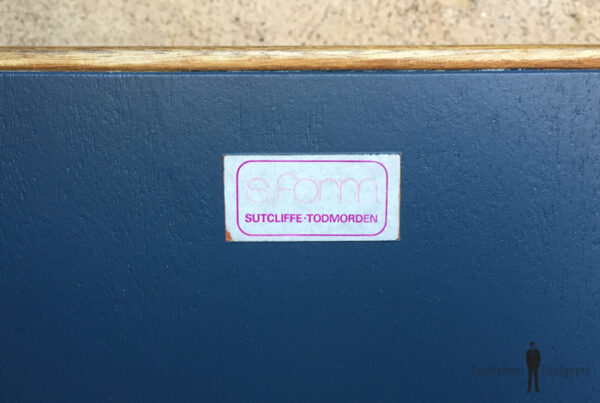 s.form
SUTCLIFFE·TODMORDEN
Gentlemen Designers